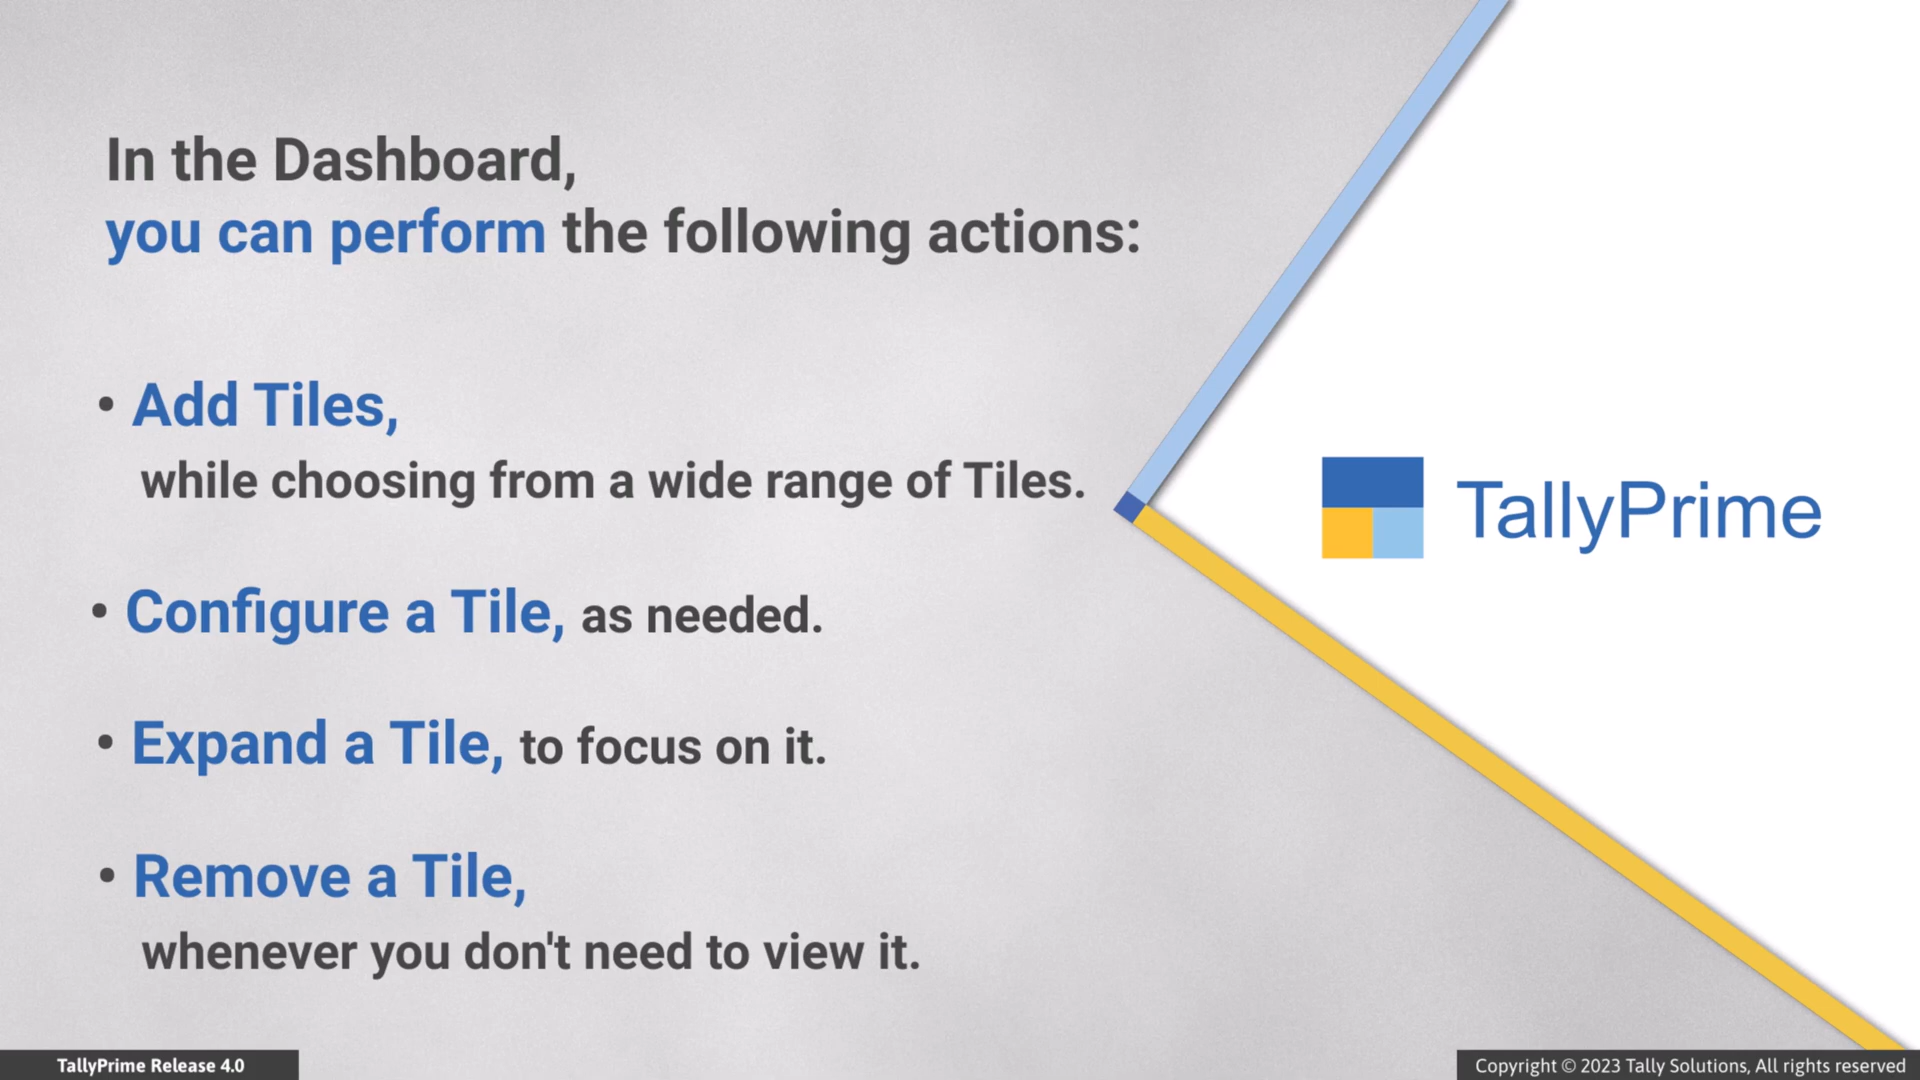 In the Dashboard,
you can perform the following actions:
• Add Tiles,
while choosing from a wide range of Tiles.
• Configure a Tile, as needed.
• Expand a Tile, to focus on it.
• Remove a Tile,
whenever you don't need to view it.
TallyPrime
TallyPrime Release 4.0
Copyright © 2023 Tally Solutions, All rights reserved